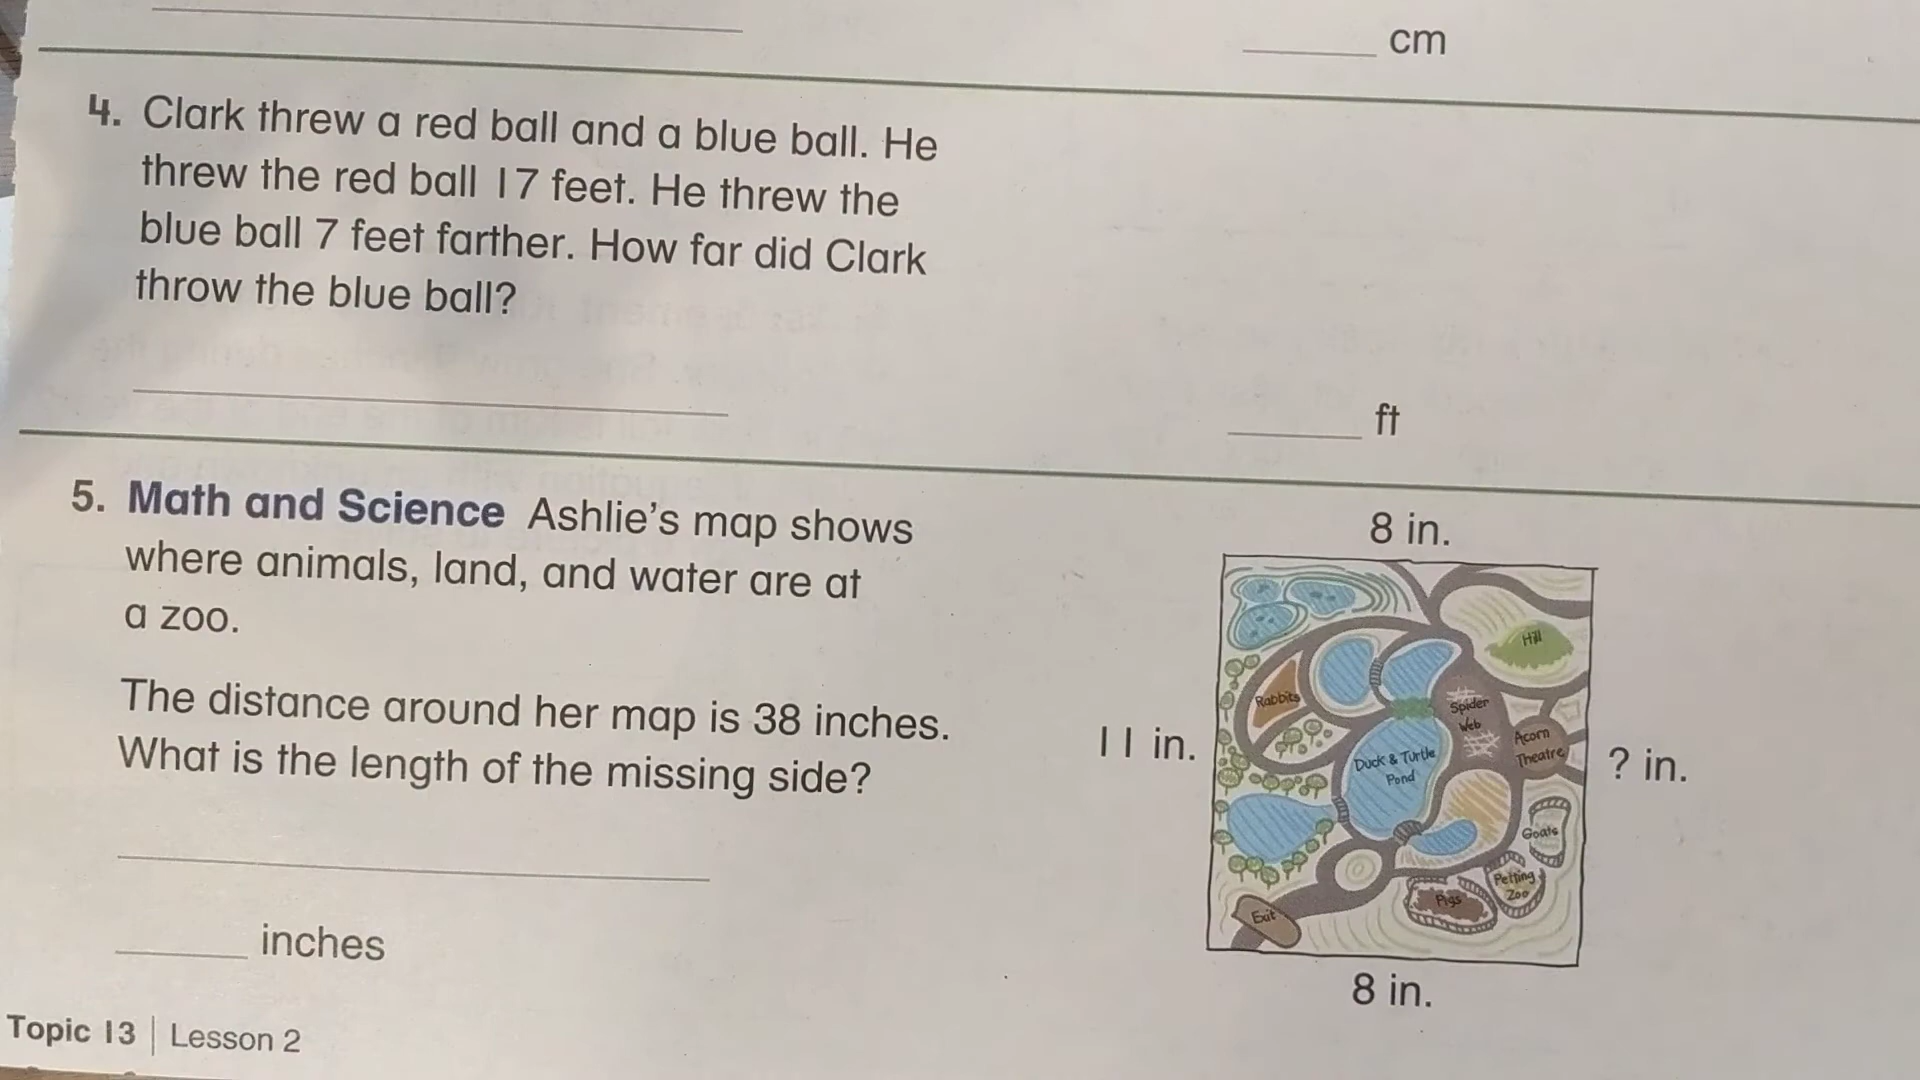 cm
4. Clark threw a red ball and a blue ball. He
threw the red ball 17 feet. He threw the
blue ball 7 feet farther. How far did Clark
throw the blue ball?
ft
5. Math and Science Ashlie's map shows
where animals, land, and water are at
a zoo.
The distance around her map is 38 inches.
What is the length of the missing side?
inches
8 in.
11 in.
? in.
8 in.
Hill
Rabbits
Spider
Web
Acorn
Theatre
Duck & Turtle
Pond
Goats
Petting
Zoo
Pigs
Exit
Topic 13 | Lesson 2